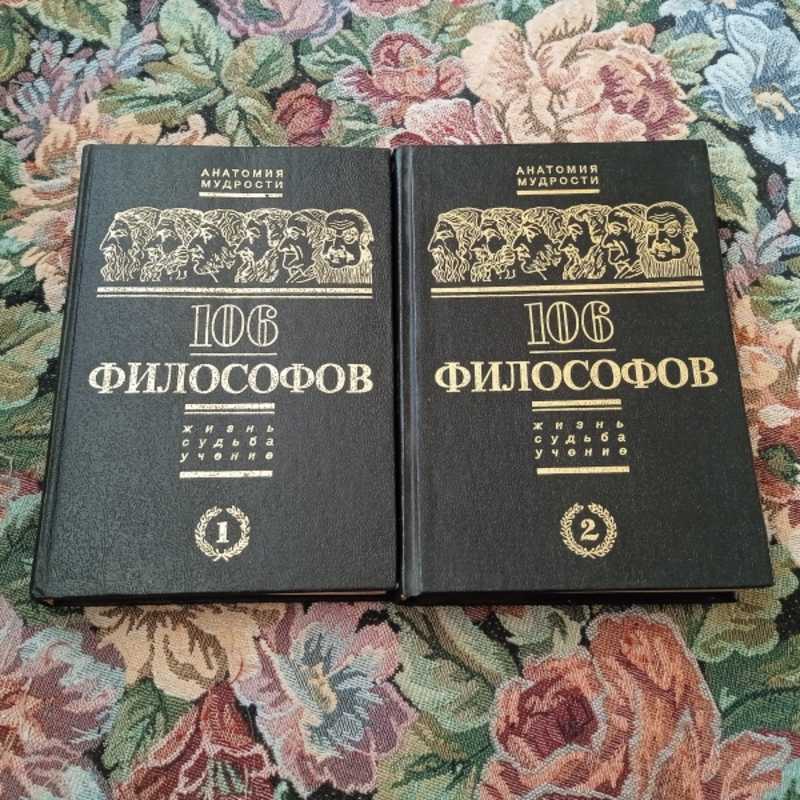 АНАТОМИЯ
МУДРОСТИ
106
ФИЛОСОФОВ
жизнь
судьба
учение
1
АНАТОМИЯ
МУДРОСТИ
106
ФИЛОСОФОВ
жизнь
судьба
учение
2